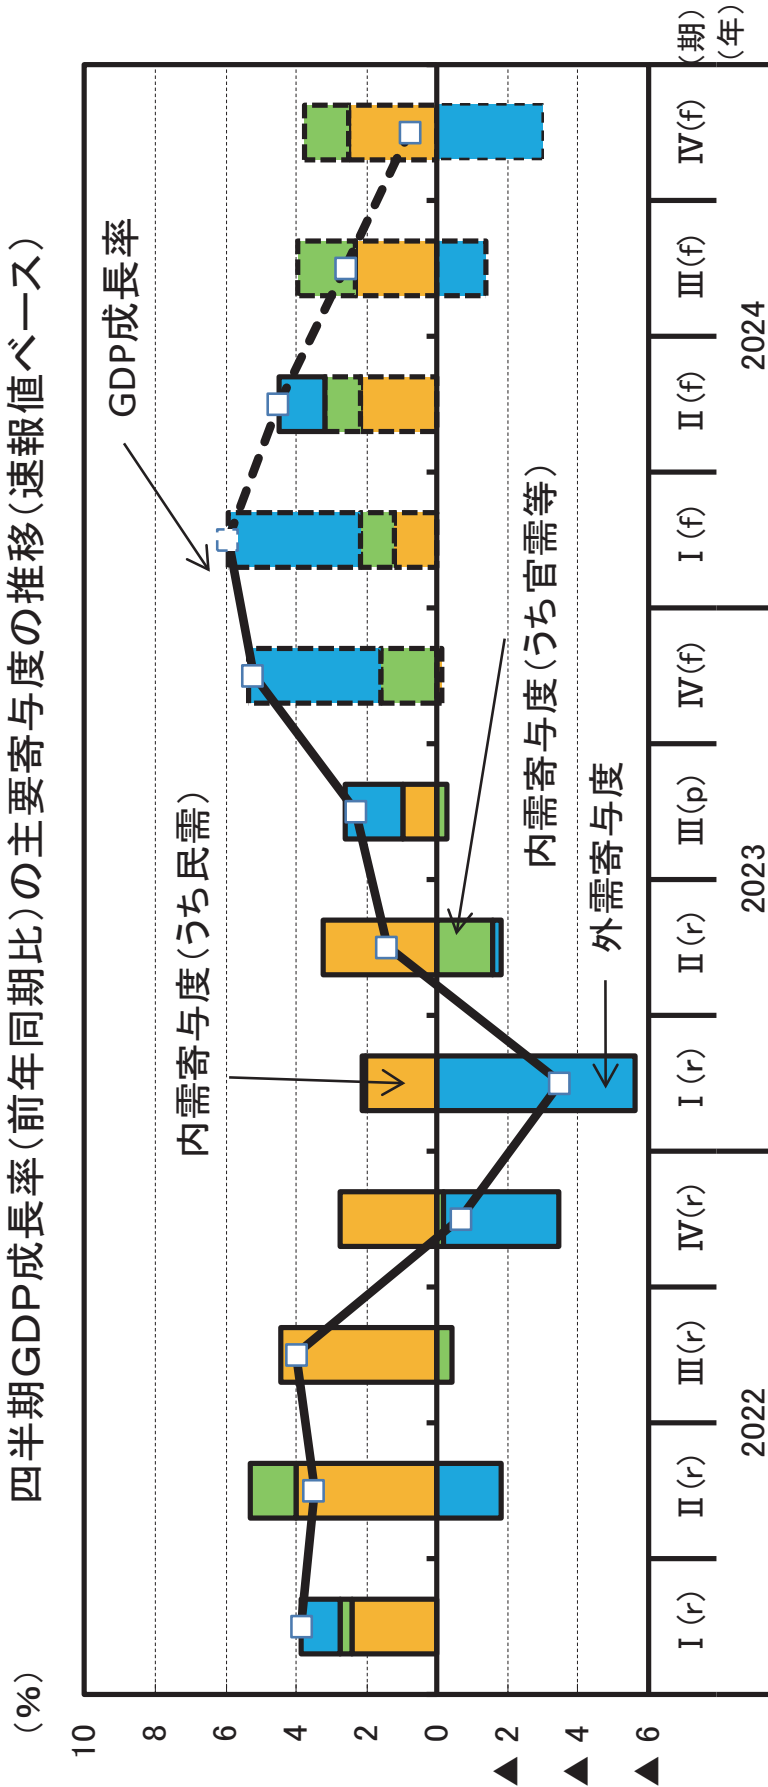 四半期GDP成長率(前年同期比)の主要寄与度の推移(速報値ベース)
(%)
10
8
6
4
2
0
▲ 2
▲ 4
▲ 6
GDP成長率
内需寄与度(うち民需)
内需寄与度(うち官需等)
外需寄与度
Ⅰ(r) Ⅱ(r) Ⅲ(r) Ⅳ(r) Ⅰ(r) Ⅱ(r) Ⅲ(p) Ⅳ(f) Ⅰ(f) Ⅱ(f) Ⅲ(f) Ⅳ(f) (期)
2022 2023 2024 (年)